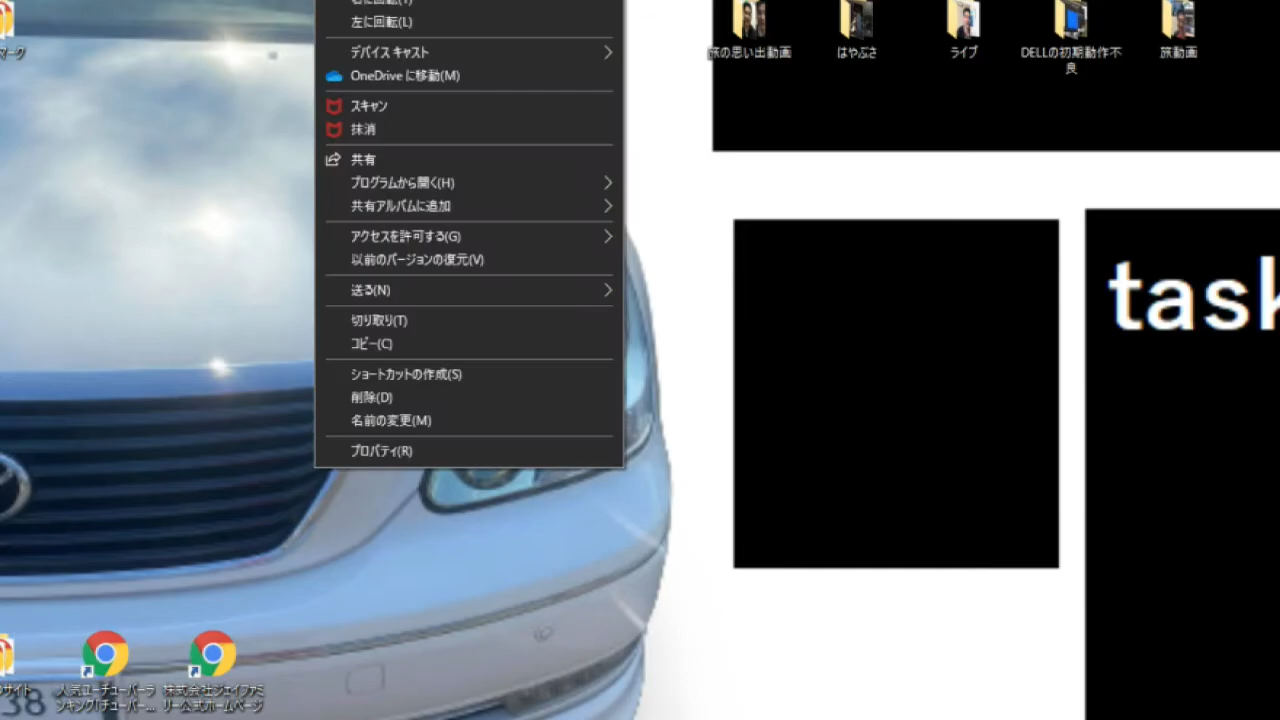 右に回転(T)
左に回転(L)
デバイス キャスト
OneDrive に移動(M)
スキャン
抹消
共有
プログラムから開く(H)
共有アルバムに追加
アクセスを許可する(G)
以前のバージョンの復元(V)
送る(N)
切り取り(T)
コピー(C)
ショートカットの作成(S)
削除(D)
名前の変更(M)
プロパティ(R)
マーク
旅の思い出動画
はやぶさ
ライブ
DELLの初期動作不
良
旅動画
task
サイト
人気ユーチューバーラ
ンキング!チューバー...
株式会社ジェイファミ
リー公式ホームページ
38